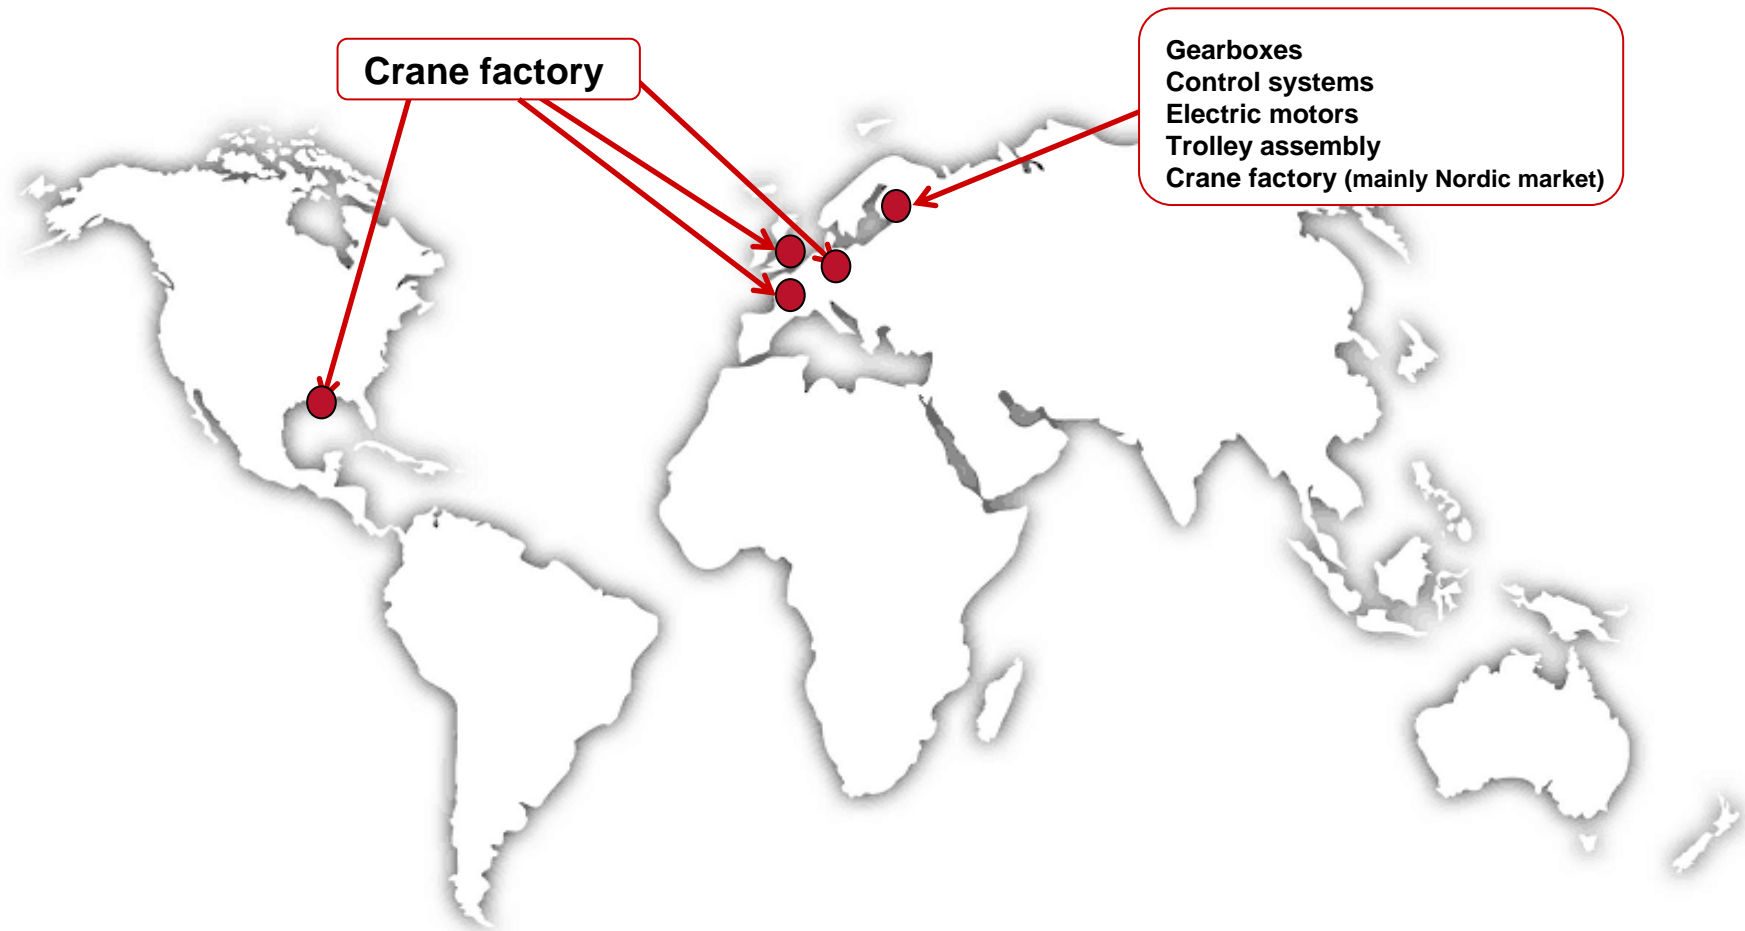 Crane factory
Gearboxes
Control systems
Electric motors
Trolley assembly
Crane factory (mainly Nordic market)